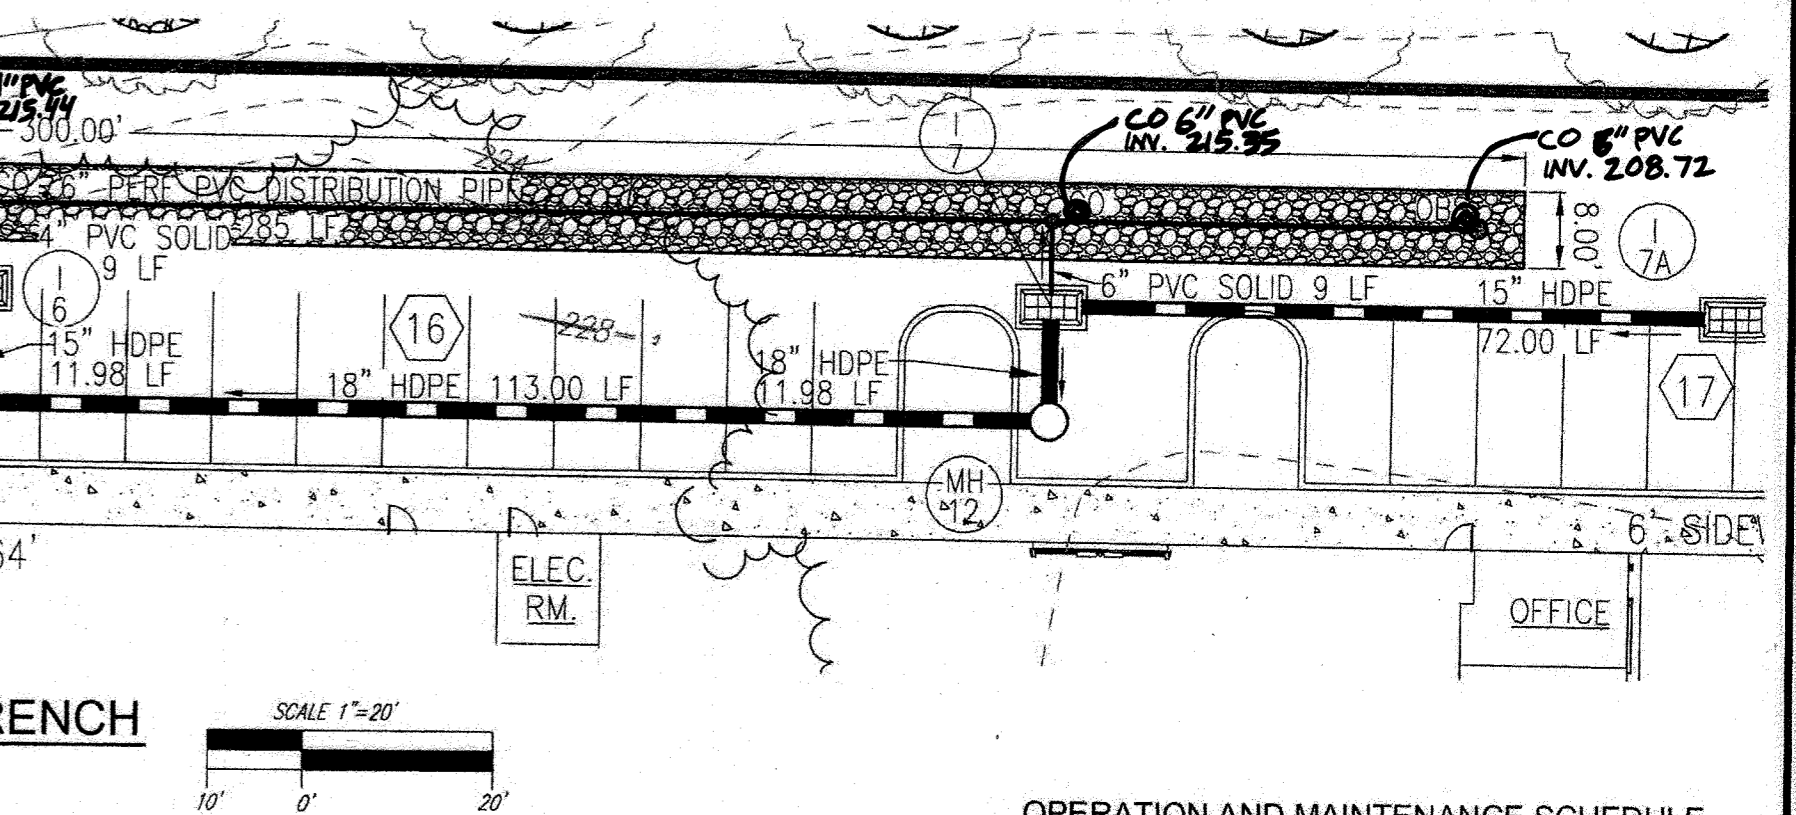 1" PVC
215.44
300.00'
I
7
CO 6" PVC
INV. 215.35
CO 8" PVC
INV. 208.72
224
6" PERF PVC DISTRIBUTION PIPE
285 LF
4" PVC SOLID
9 LF
8.00'
I
7A
I
6
6" PVC SOLID 9 LF
15" HDPE
72.00 LF
16
228
15" HDPE
11.98 LF
18" HDPE 113.00 LF
18" HDPE
11.98 LF
17
MH
12
6' SIDEW
64'
ELEC.
RM.
OFFICE
RENCH
SCALE 1"=20'
10' 0' 20'
OPERATION AND MAINTENANCE SCHEDULE